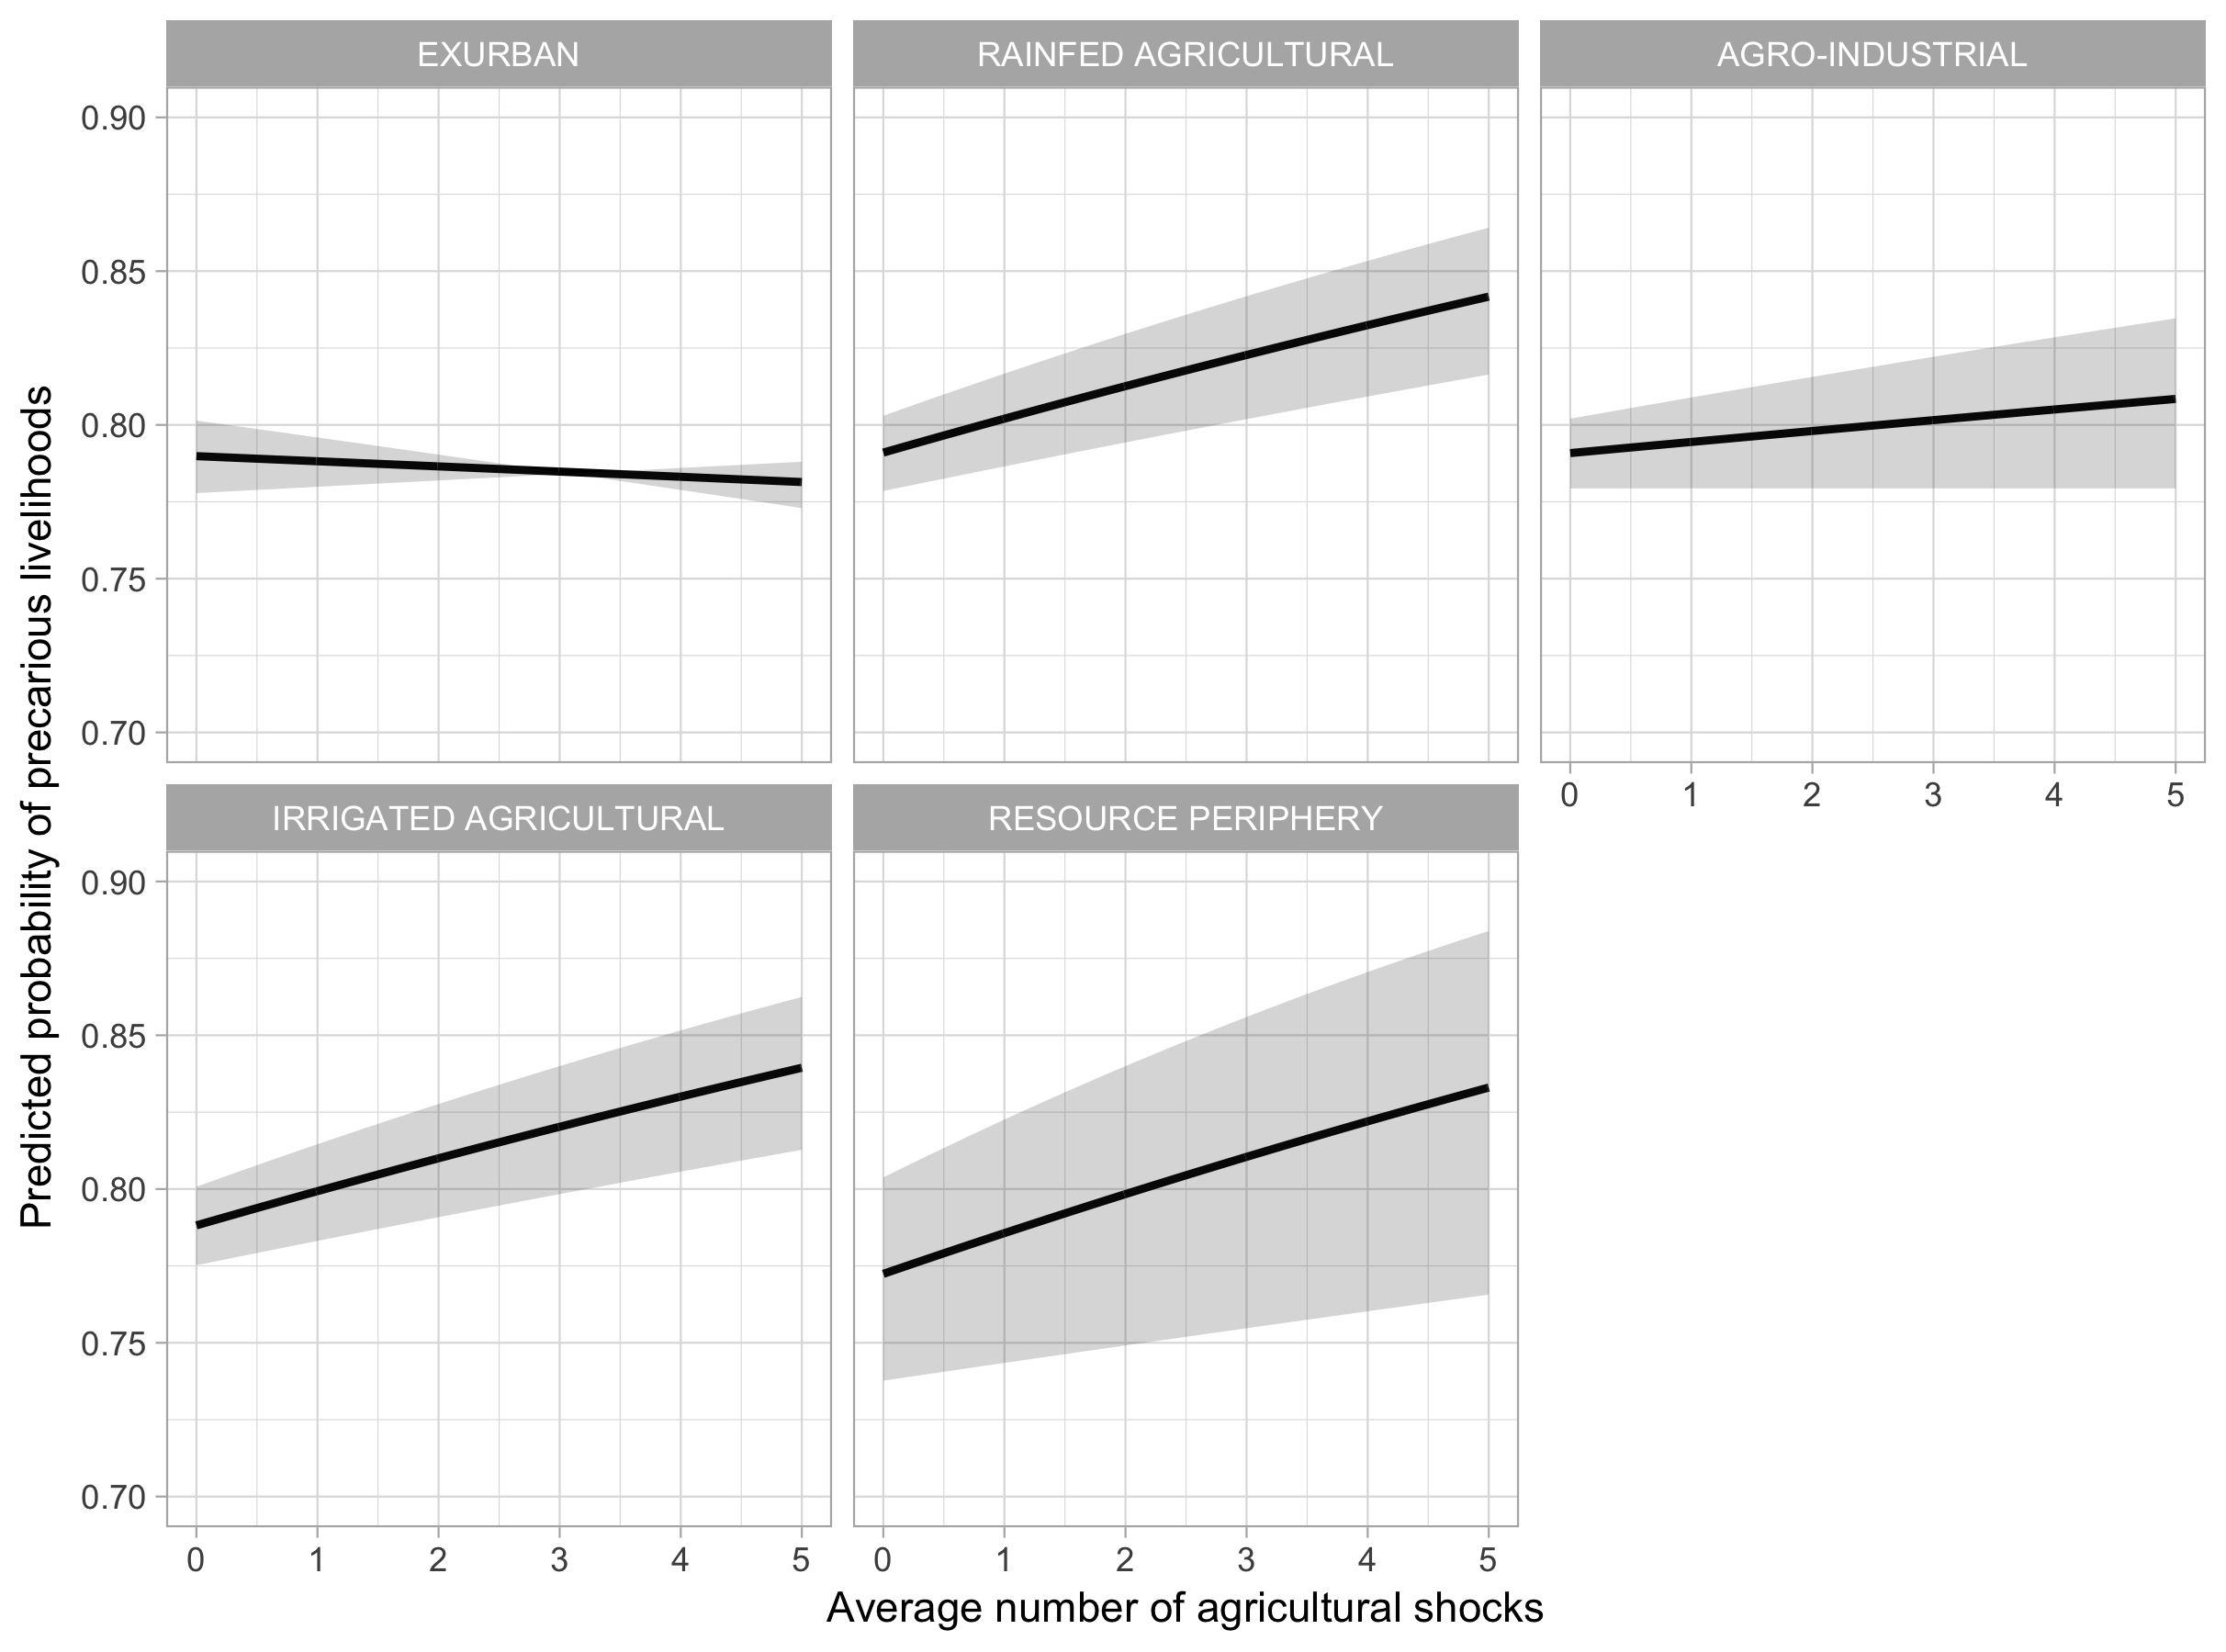 EXURBAN
RAINFED AGRICULTURAL
AGRO-INDUSTRIAL
0.90
0.85
0.80
0.75
0.70
0 1 2 3 4 5
IRRIGATED AGRICULTURAL
RESOURCE PERIPHERY
0.90
0.85
0.80
0.75
0.70
0 1 2 3 4 5
0 1 2 3 4 5
Average number of agricultural shocks
Predicted probability of precarious livelihoods